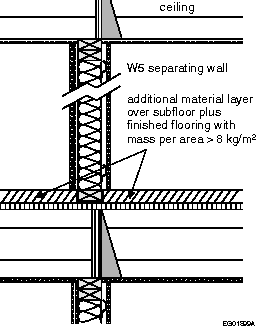 ceiling
W5 separating wall
additional material layer
over subfloor plus
finished flooring with
mass per area > 8 kg/m²
EG01399A